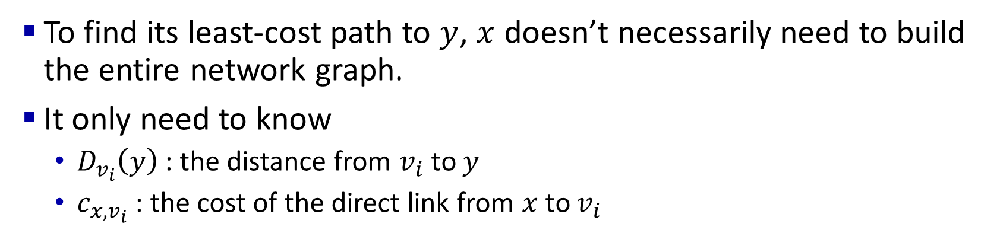 ▪ To find its least-cost path to 𝑦, 𝑥 doesn’t necessarily need to build
the entire network graph.
▪ It only need to know
• 𝐷_{𝑣_𝑖}(𝑦) : the distance from 𝑣_𝑖 to 𝑦
• 𝑐_{𝑥,𝑣_𝑖} : the cost of the direct link from 𝑥 to 𝑣_𝑖